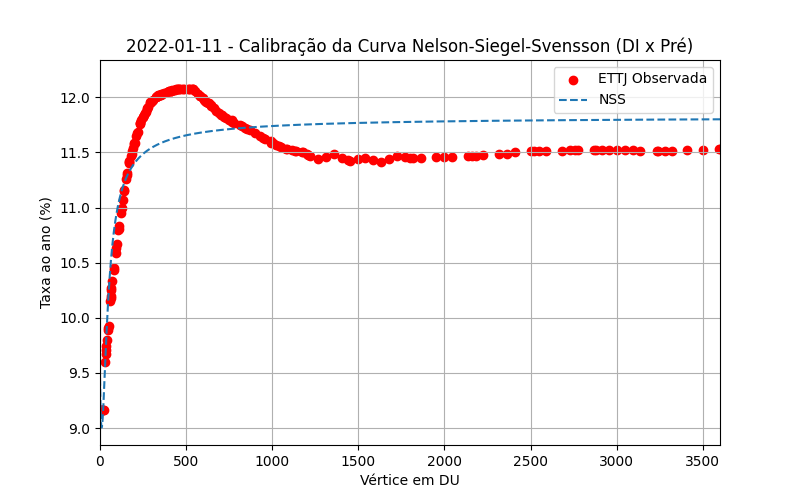 2022-01-11 - Calibração da Curva Nelson-Siegel-Svensson (DI x Pré)
ETTJ Observada
NSS
Taxa ao ano (%)
12.0
11.5
11.0
10.5
10.0
9.5
9.0
0 500 1000 1500 2000 2500 3000 3500
Vértice em DU